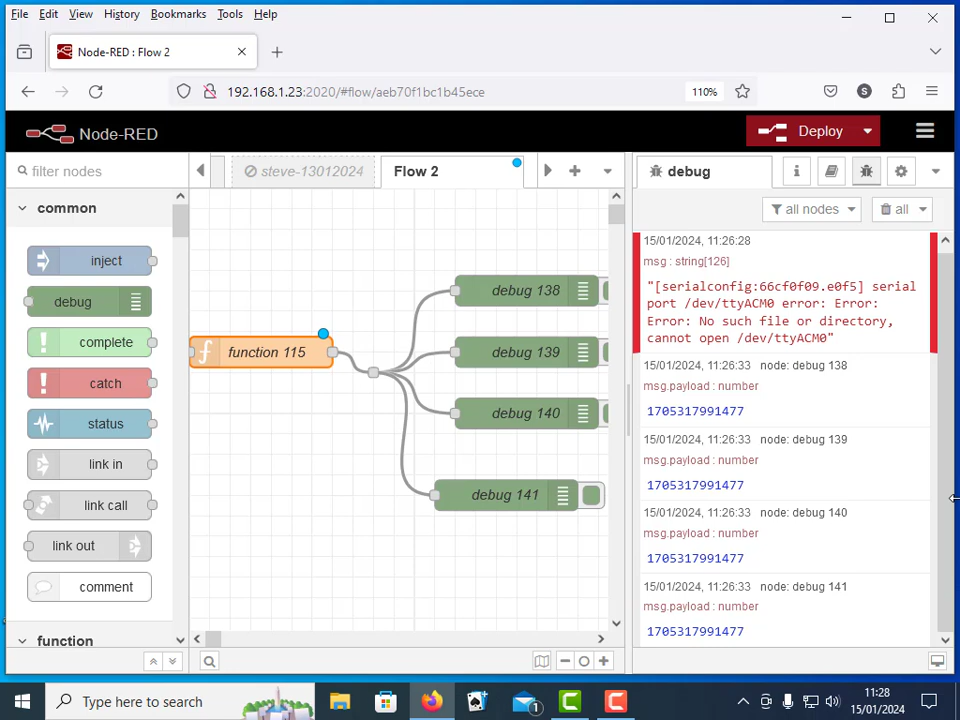 File Edit View History Bookmarks Tools Help
Node-RED : Flow 2
192.168.1.23:2020/#flow/aeb70f1bc1b45ece 110% S
Node-RED Deploy
filter nodes steve-13012024 Flow 2 debug i
common
all nodes all
inject
debug
complete
catch
status
link in
link call
link out
comment
function
function 115
debug 138
debug 139
debug 140
debug 141
15/01/2024, 11:26:28
msg : string[126]
"[serialconfig:66cf0f09.e0f5] serial
port /dev/ttyACM0 error: Error:
Error: No such file or directory,
cannot open /dev/ttyACM0"
15/01/2024, 11:26:33 node: debug 138
msg.payload : number
1705317991477
15/01/2024, 11:26:33 node: debug 139
msg.payload : number
1705317991477
15/01/2024, 11:26:33 node: debug 140
msg.payload : number
1705317991477
15/01/2024, 11:26:33 node: debug 141
msg.payload : number
1705317991477
Type here to search 1 11:28
15/01/2024